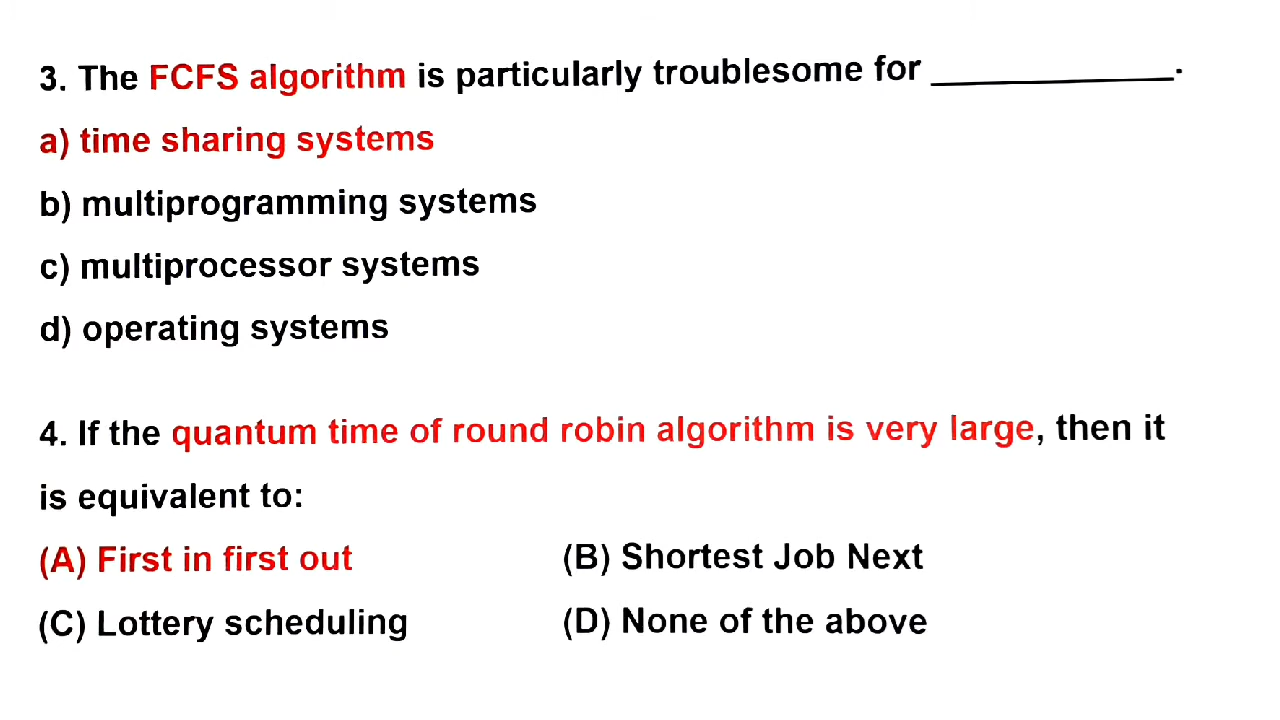 3. The FCFS algorithm is particularly troublesome for ____________.
a) time sharing systems
b) multiprogramming systems
c) multiprocessor systems
d) operating systems
4. If the quantum time of round robin algorithm is very large, then it
is equivalent to:
(A) First in first out (B) Shortest Job Next
(C) Lottery scheduling (D) None of the above